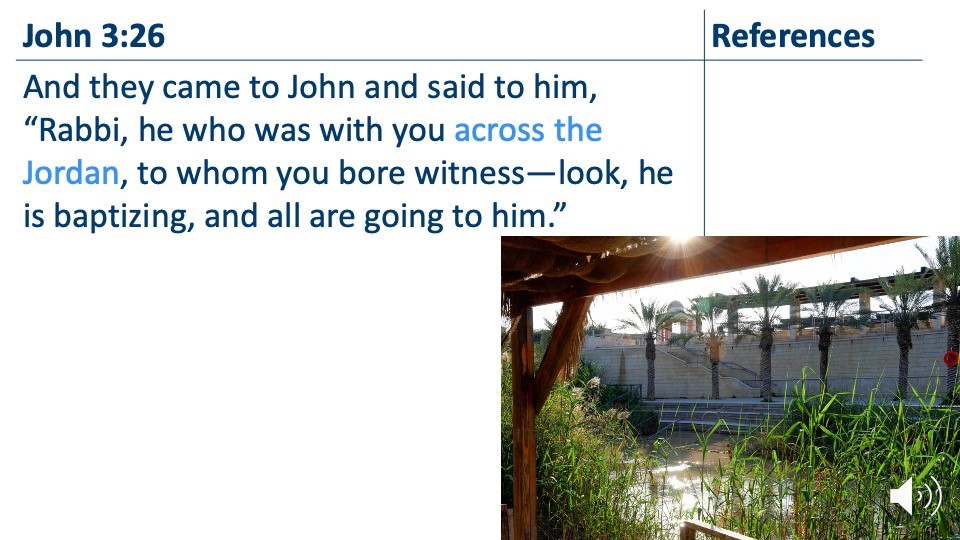 John 3:26
References
And they came to John and said to him,
“Rabbi, he who was with you across the
Jordan, to whom you bore witness—look, he
is baptizing, and all are going to him.”